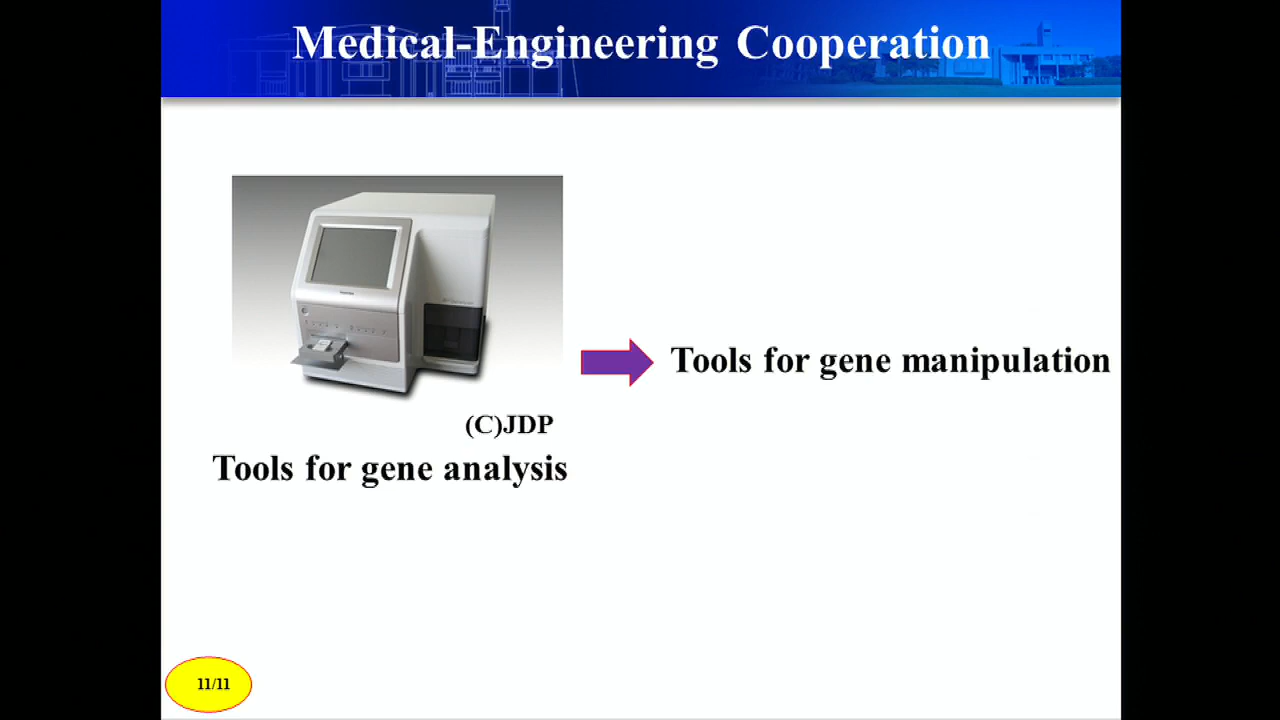 Medical-Engineering Cooperation
Tools for gene manipulation
(C)JDP
Tools for gene analysis
11/11